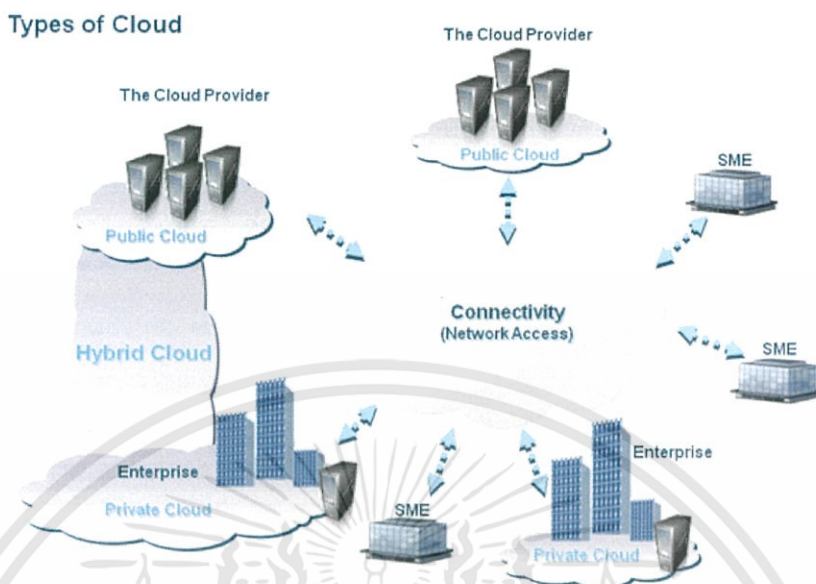 Types of Cloud
The Cloud Provider
The Cloud Provider
Public Cloud
SME
Public Cloud
Connectivity
(Network Access)
Hybrid Cloud
SME
Enterprise
Enterprise
Private Cloud
SME
Private Cloud